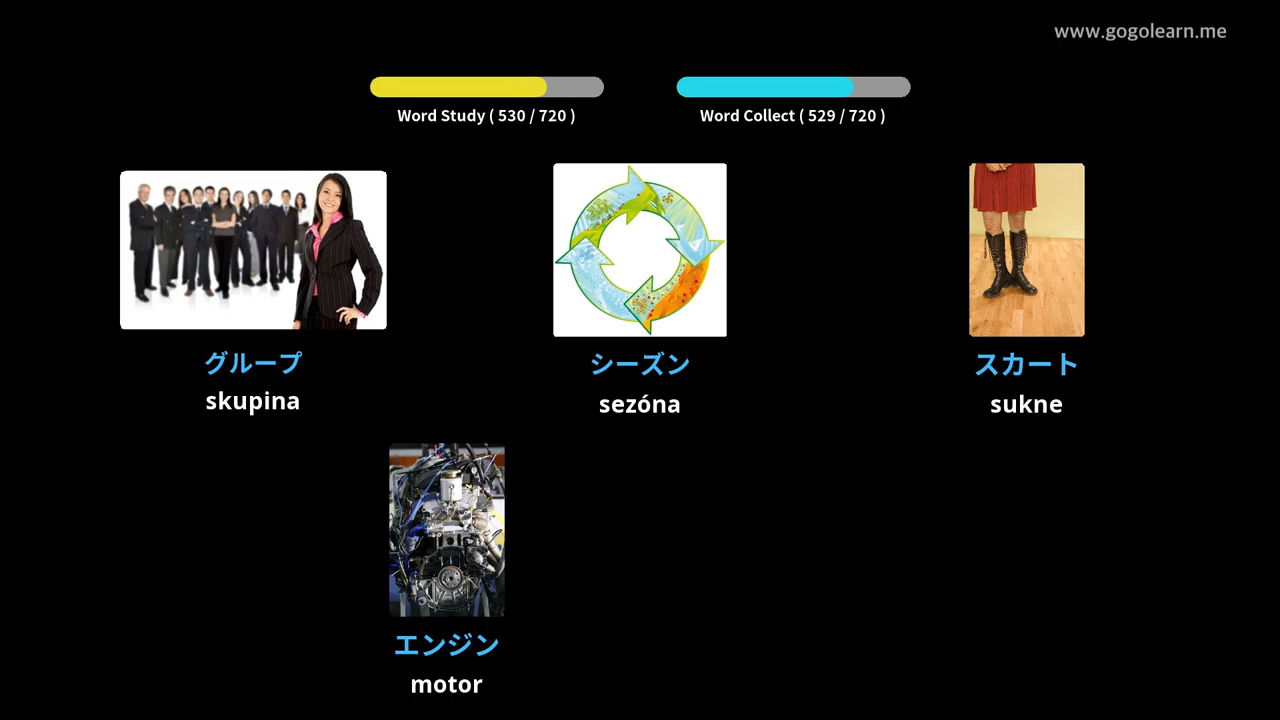 www.gogolearn.me
Word Study ( 530 / 720 )
Word Collect ( 529 / 720 )
グループ
skupina
シーズン
sezóna
スカート
sukne
エンジン
motor